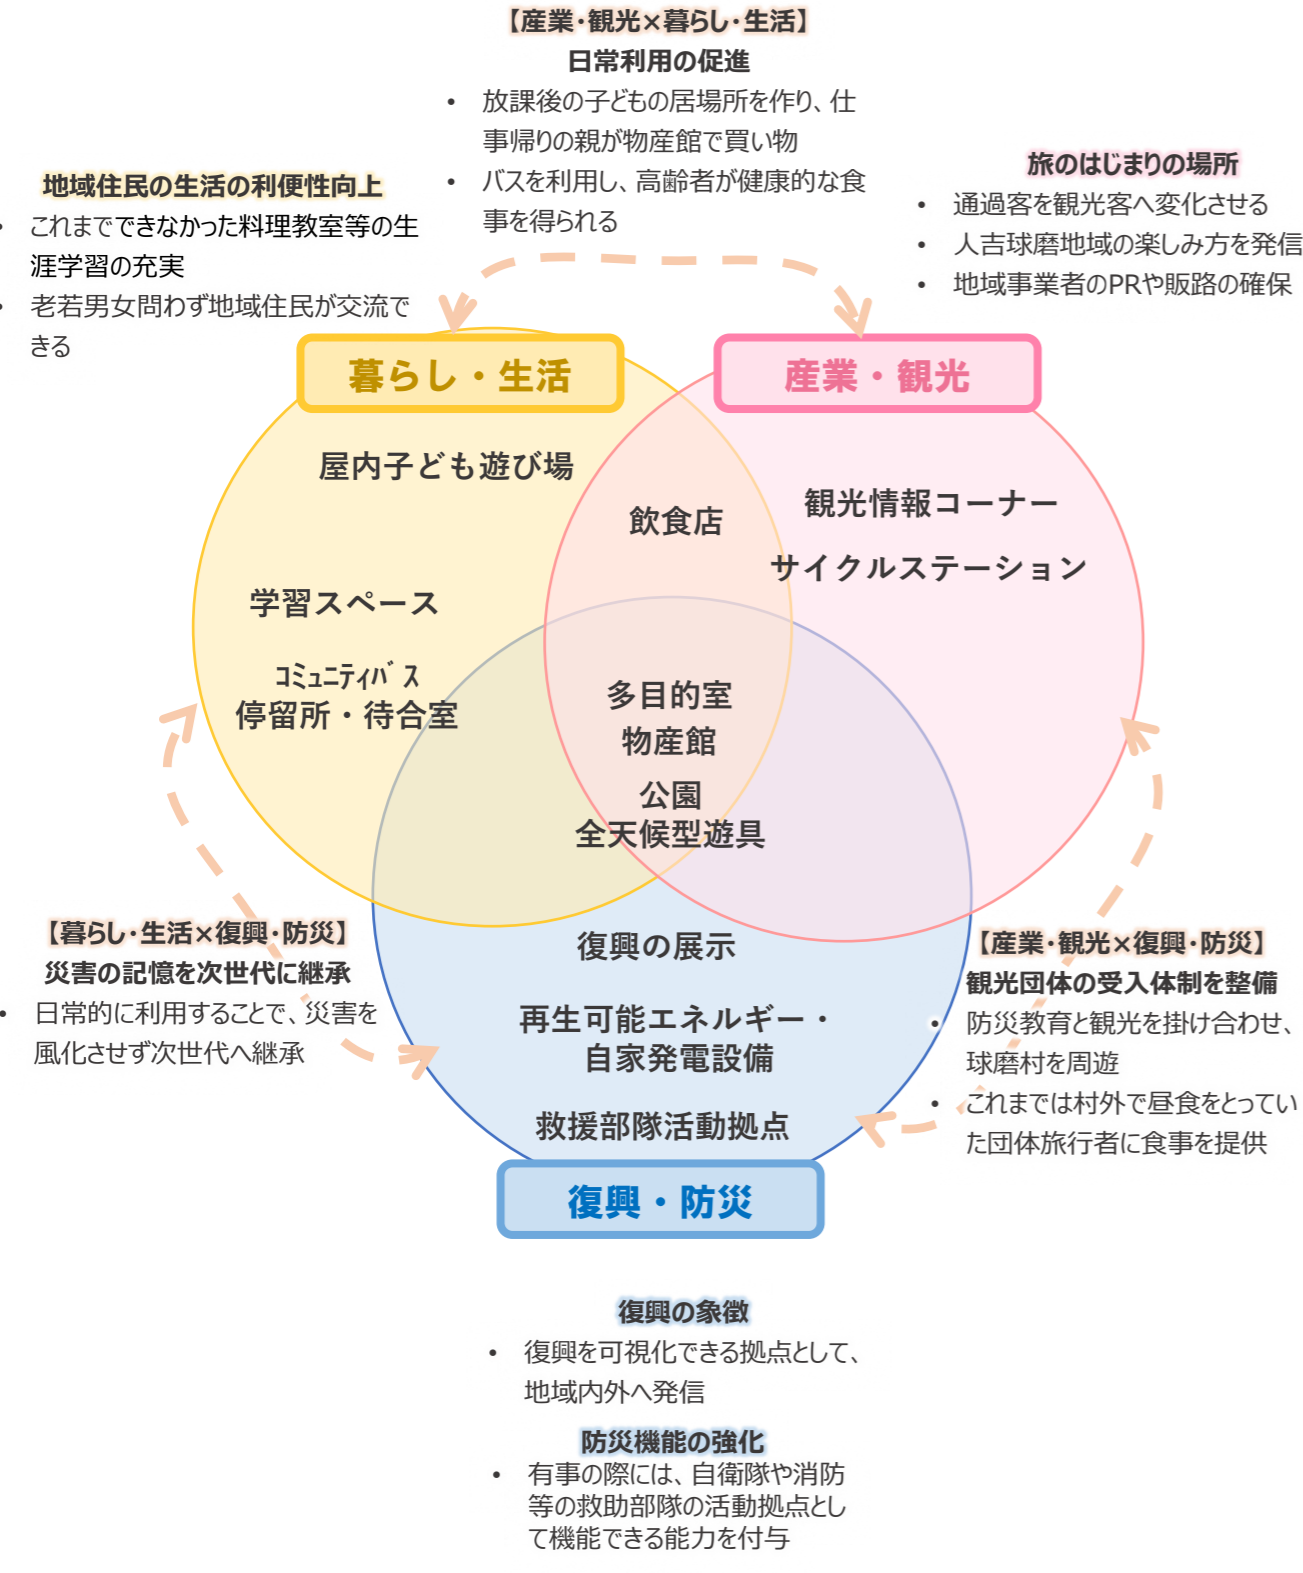 【産業･観光×暮らし･生活】
日常利用の促進
• 放課後の子どもの居場所を作り、仕
事帰りの親が物産館で買い物
• バスを利用し、高齢者が健康的な食
事を得られる
地域住民の生活の利便性向上
• これまでできなかった料理教室等の生
涯学習の充実
• 老若男女問わず地域住民が交流で
きる
旅のはじまりの場所
• 通過客を観光客へ変化させる
• 人吉球磨地域の楽しみ方を発信
• 地域事業者のPRや販路の確保
暮らし・生活
産業・観光
屋内子ども遊び場
飲食店
観光情報コーナー
サイクルステーション
学習スペース
ｺﾐｭﾆﾃｨﾊﾞｽ
停留所・待合室
多目的室
物産館
公園
全天候型遊具
【暮らし･生活×復興･防災】
災害の記憶を次世代に継承
• 日常的に利用することで、災害を
風化させず次世代へ継承
復興の展示
再生可能エネルギー・
自家発電設備
救援部隊活動拠点
【産業･観光×復興･防災】
観光団体の受入体制を整備
• 防災教育と観光を掛け合わせ、
球磨村を周遊
• これまでは村外で昼食をとってい
た団体旅行者に食事を提供
復興・防災
復興の象徴
• 復興を可視化できる拠点として、
地域内外へ発信
防災機能の強化
• 有事の際には、自衛隊や消防
等の救助部隊の活動拠点とし
て機能できる能力を付与